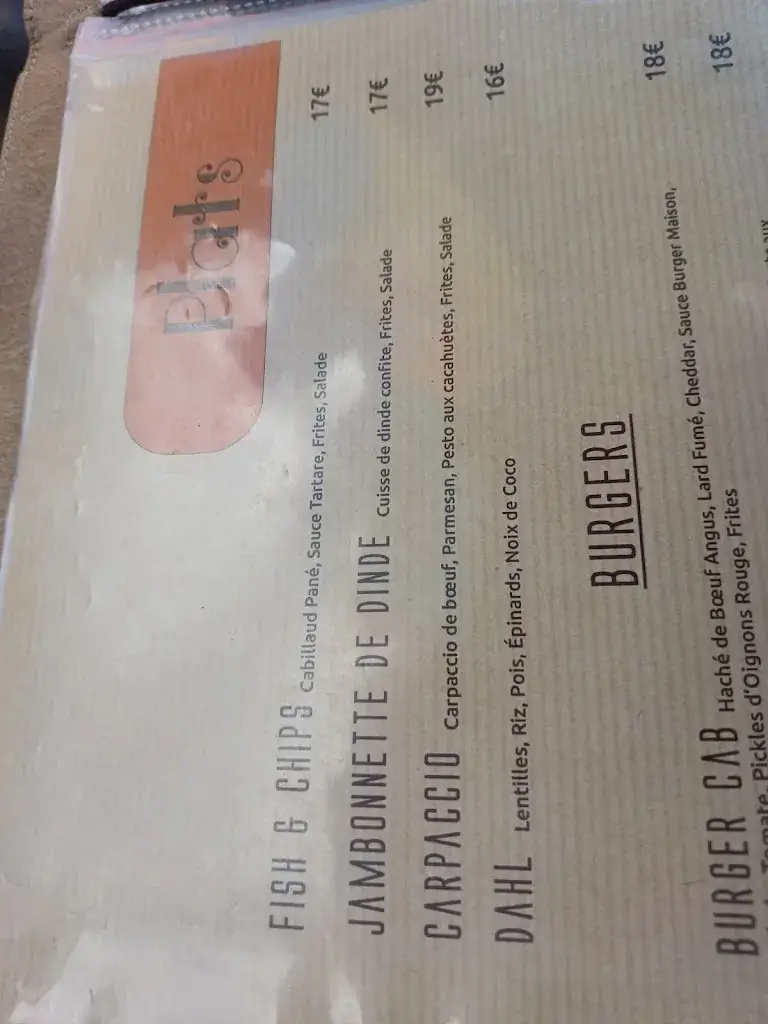 Plats
FISH & CHIPS Cabillaud Pané, Sauce Tartare, Frites, Salade 17€
JAMBONNETTE DE DINDE Cuisse de dinde confite, Frites, Salade 17€
CARPACCIO Carpaccio de bœuf, Parmesan, Pesto aux cacahuètes, Frites, Salade 19€
DAHL Lentilles, Riz, Pois, Épinards, Noix de Coco 16€
BURGERS
BURGER CAB Haché de Bœuf Angus, Lard Fumé, Cheddar, Sauce Burger Maison, 18€
Tomate, Pickles d'Oignons Rouge, Frites
18€